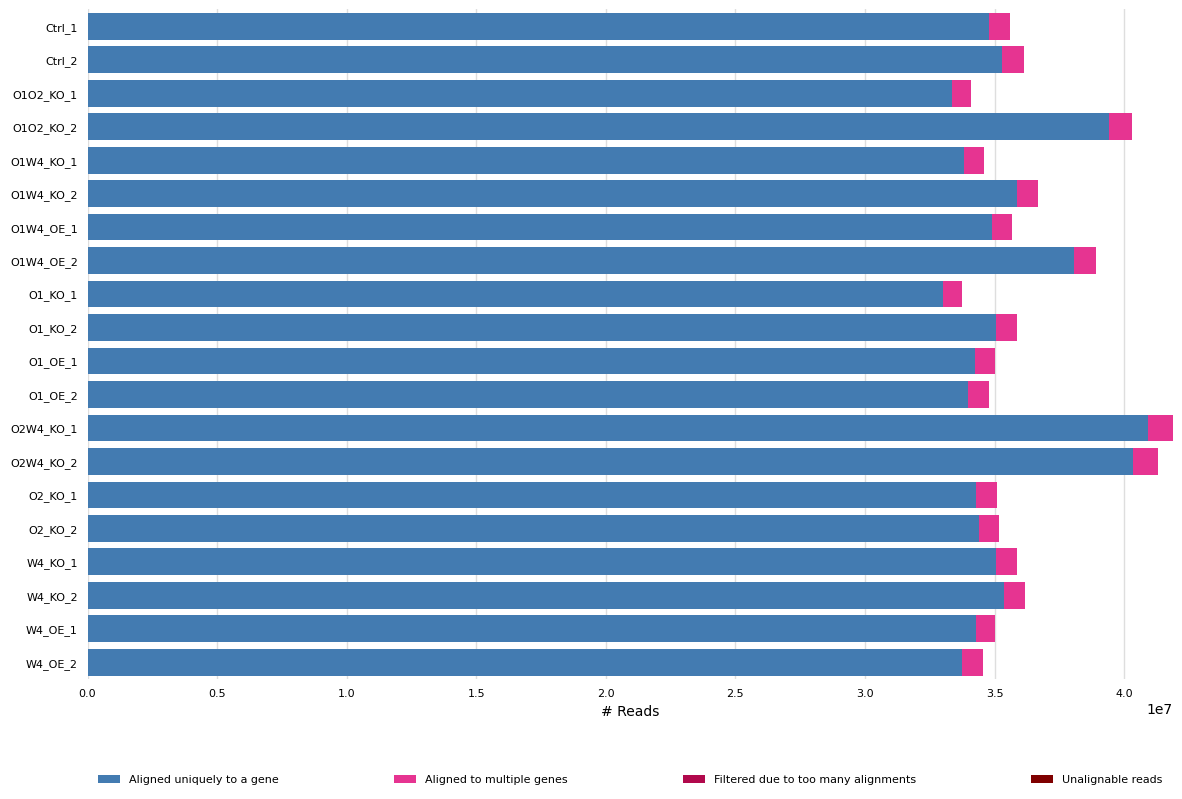 Ctrl_1
Ctrl_2
O1O2_KO_1
O1O2_KO_2
O1W4_KO_1
O1W4_KO_2
O1W4_OE_1
O1W4_OE_2
O1_KO_1
O1_KO_2
O1_OE_1
O1_OE_2
O2W4_KO_1
O2W4_KO_2
O2_KO_1
O2_KO_2
W4_KO_1
W4_KO_2
W4_OE_1
W4_OE_2
0.0 0.5 1.0 1.5 2.0 2.5 3.0 3.5 4.0
# Reads 1e7
Aligned uniquely to a gene Aligned to multiple genes Filtered due to too many alignments Unalignable reads